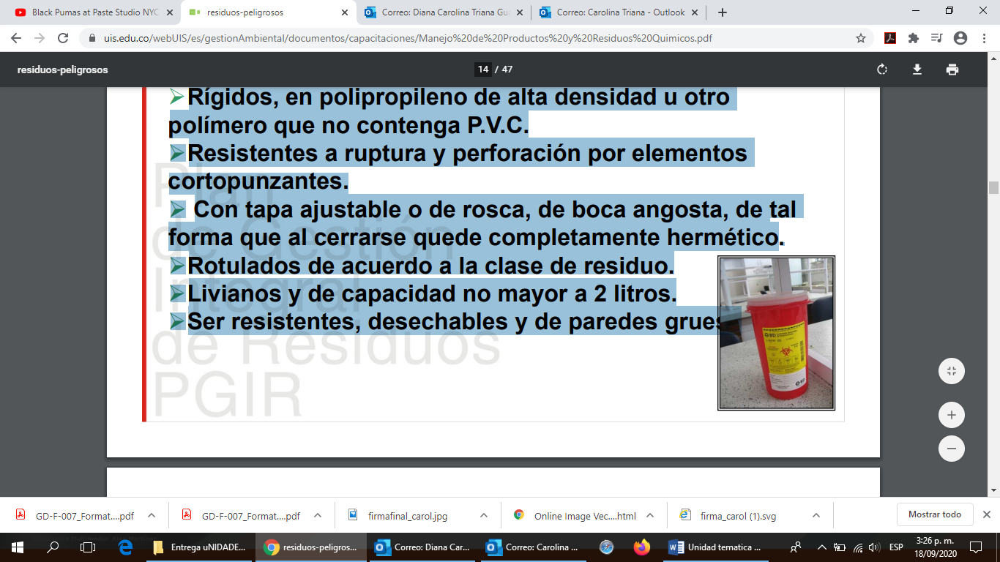 Black Pumas at Paste Studio NYC
residuos-peligrosos
Correo: Diana Carolina Triana Gu
Correo: Carolina Triana - Outlook
uis.edu.co/webUIS/es/gestionAmbiental/documentos/capacitaciones/Manejo%20de%20Productos%20y%20Residuos%20Quimicos.pdf
residuos-peligrosos
14 / 47
Rígidos, en polipropileno de alta densidad u otro
polímero que no contenga P.V.C.
Resistentes a ruptura y perforación por elementos
cortopunzantes.
Con tapa ajustable o de rosca, de boca angosta, de tal
forma que al cerrarse quede completamente hermético.
Rotulados de acuerdo a la clase de residuo.
Livianos y de capacidad no mayor a 2 litros.
Ser resistentes, desechables y de paredes grues
Plan
de Gestión
Integral
de Residuos
PGIR
BD
BD
GD-F-007_Format....pdf
GD-F-007_Format....pdf
firmafinal_carol.jpg
Online Image Vec....html
firma_carol (1).svg
Mostrar todo
Entrega uNIDADE...
residuos-peligros...
Correo: Diana Car...
Correo: Carolina ...
Unidad tematica ...
ESP
3:26 p. m.
18/09/2020